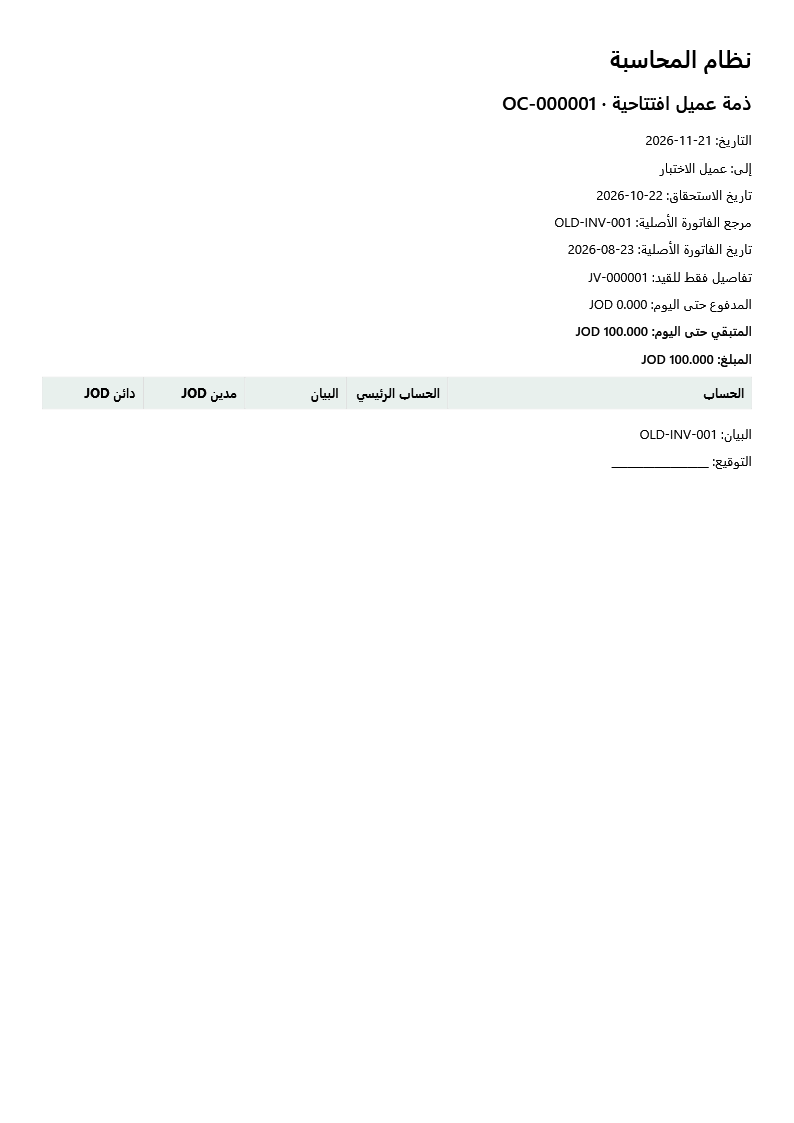 نظام المحاسبة
ذمة عميل افتتاحية · OC-000001
التاريخ: 2026-11-21
إلى: عميل الاختبار
تاريخ الاستحقاق: 2026-10-22
مرجع الفاتورة الأصلية: OLD-INV-001
تاريخ الفاتورة الأصلية: 2026-08-23
تفاصيل فقط للقيد: JV-000001
المدفوع حتى اليوم: 0.000 JOD
المتبقي حتى اليوم: 100.000 JOD
المبلغ: 100.000 JOD
الحساب الحساب الرئيسي البيان مدين JOD دائن JOD
البيان: OLD-INV-001
التوقيع: ________________